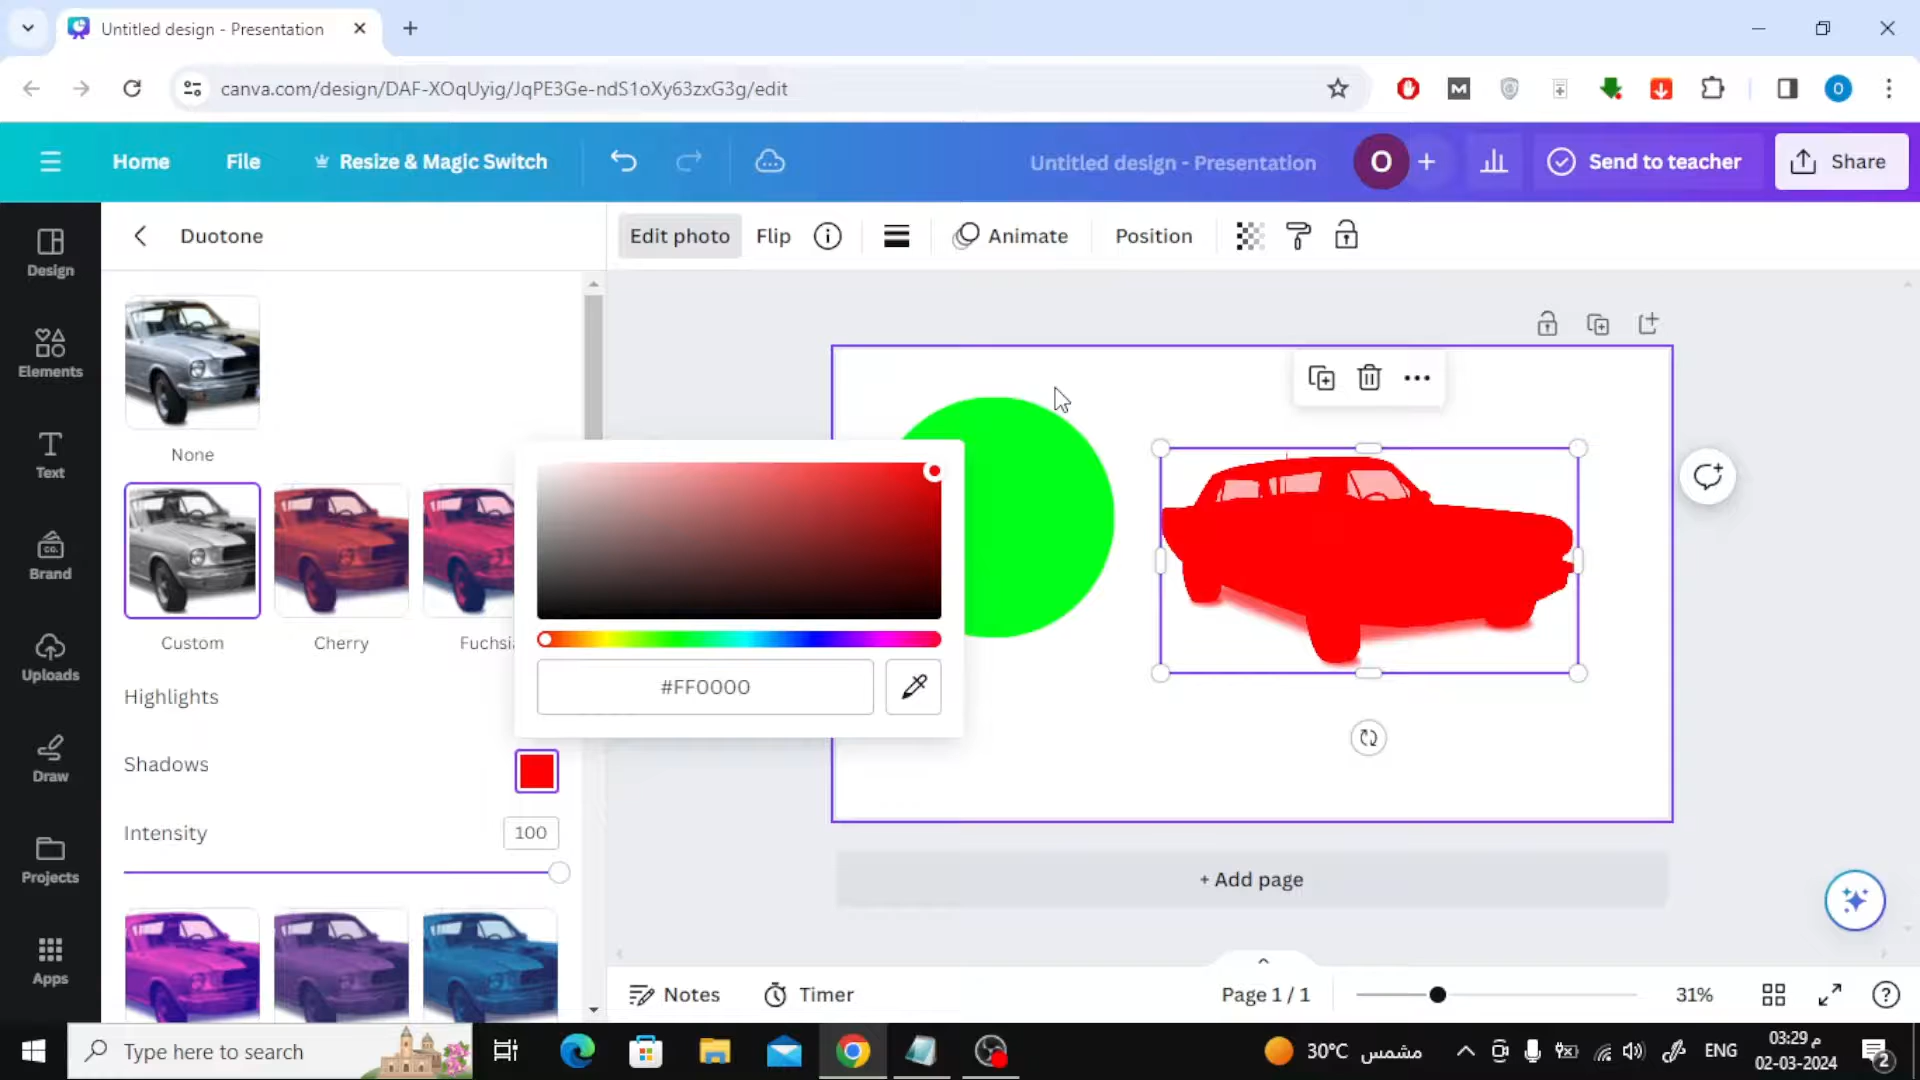 Untitled design - Presentation
canva.com/design/DAF-XOqUyig/JqPE3Ge-ndS1oXy63zxG3g/edit
Home
File
Resize & Magic Switch
Untitled design - Presentation
O
Send to teacher
Share
Design
Elements
Text
Brand
Uploads
Draw
Projects
Apps
Duotone
None
Custom
Cherry
Fuchsi
Highlights
Shadows
Intensity
100
#FF0000
Edit photo
Flip
Animate
Position
+ Add page
Notes
Timer
Page 1 / 1
31%
Type here to search
30°C مشمس
ENG
03:29 م
02-03-2024
2